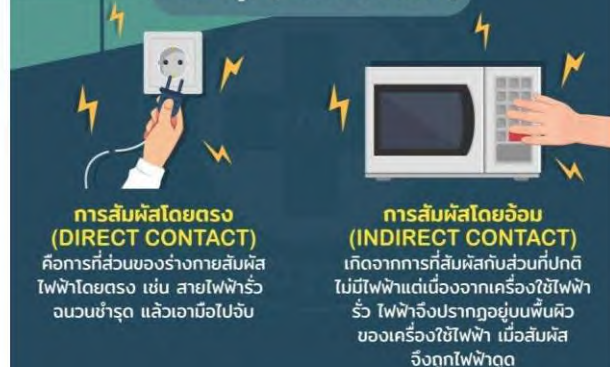 การสัมผัสโดยตรง
(DIRECT CONTACT)
คือการที่ส่วนของร่างกายสัมผัส
ไฟฟ้าโดยตรง เช่น สายไฟฟ้ารั่ว
ฉนวนชำรุด แล้วเอามือไปจับ
การสัมผัสโดยอ้อม
(INDIRECT CONTACT)
เกิดจากการที่สัมผัสกับส่วนที่ปกติ
ไม่มีไฟฟ้าแต่เนื่องจากเครื่องใช้ไฟฟ้า
รั่ว ไฟฟ้าจึงปรากฏอยู่บนพื้นผิว
ของเครื่องใช้ไฟฟ้า เมื่อสัมผัส
จึงถูกไฟฟ้าดูด